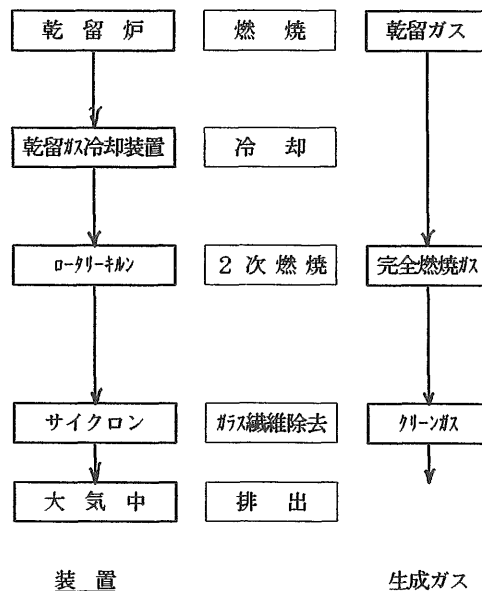 乾留炉 燃焼 乾留ガス
乾留ガス冷却装置 冷却
ロータリーキルン 2次燃焼 完全燃焼ガス
サイクロン ガラス繊維除去 クリーンガス
大気中 排出
装置 生成ガス